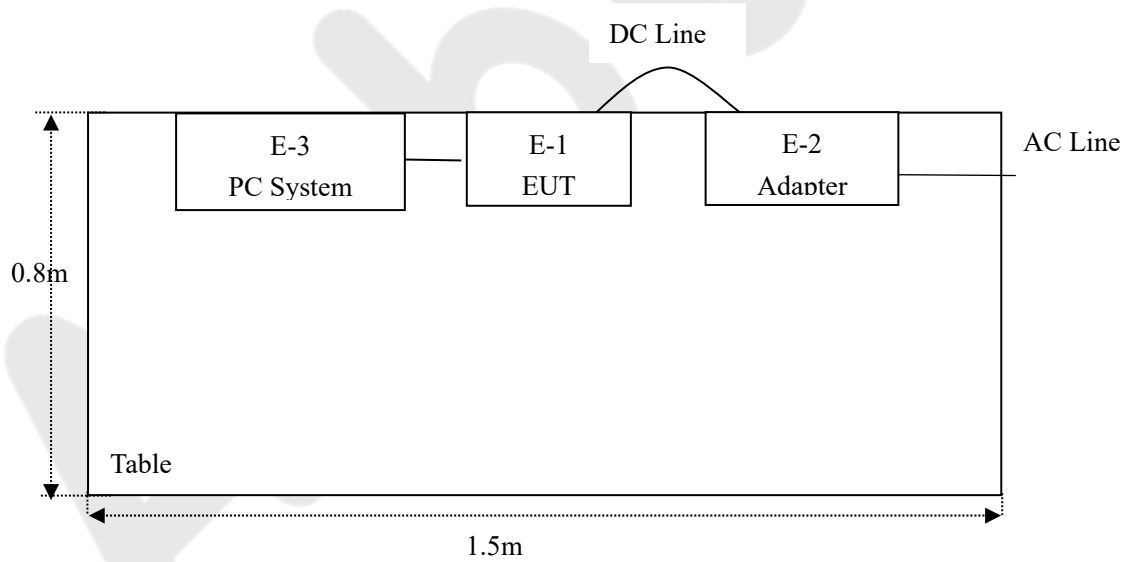 DC Line
E-3
PC System
E-1
EUT
E-2
Adapter
AC Line
0.8m
Table
1.5m